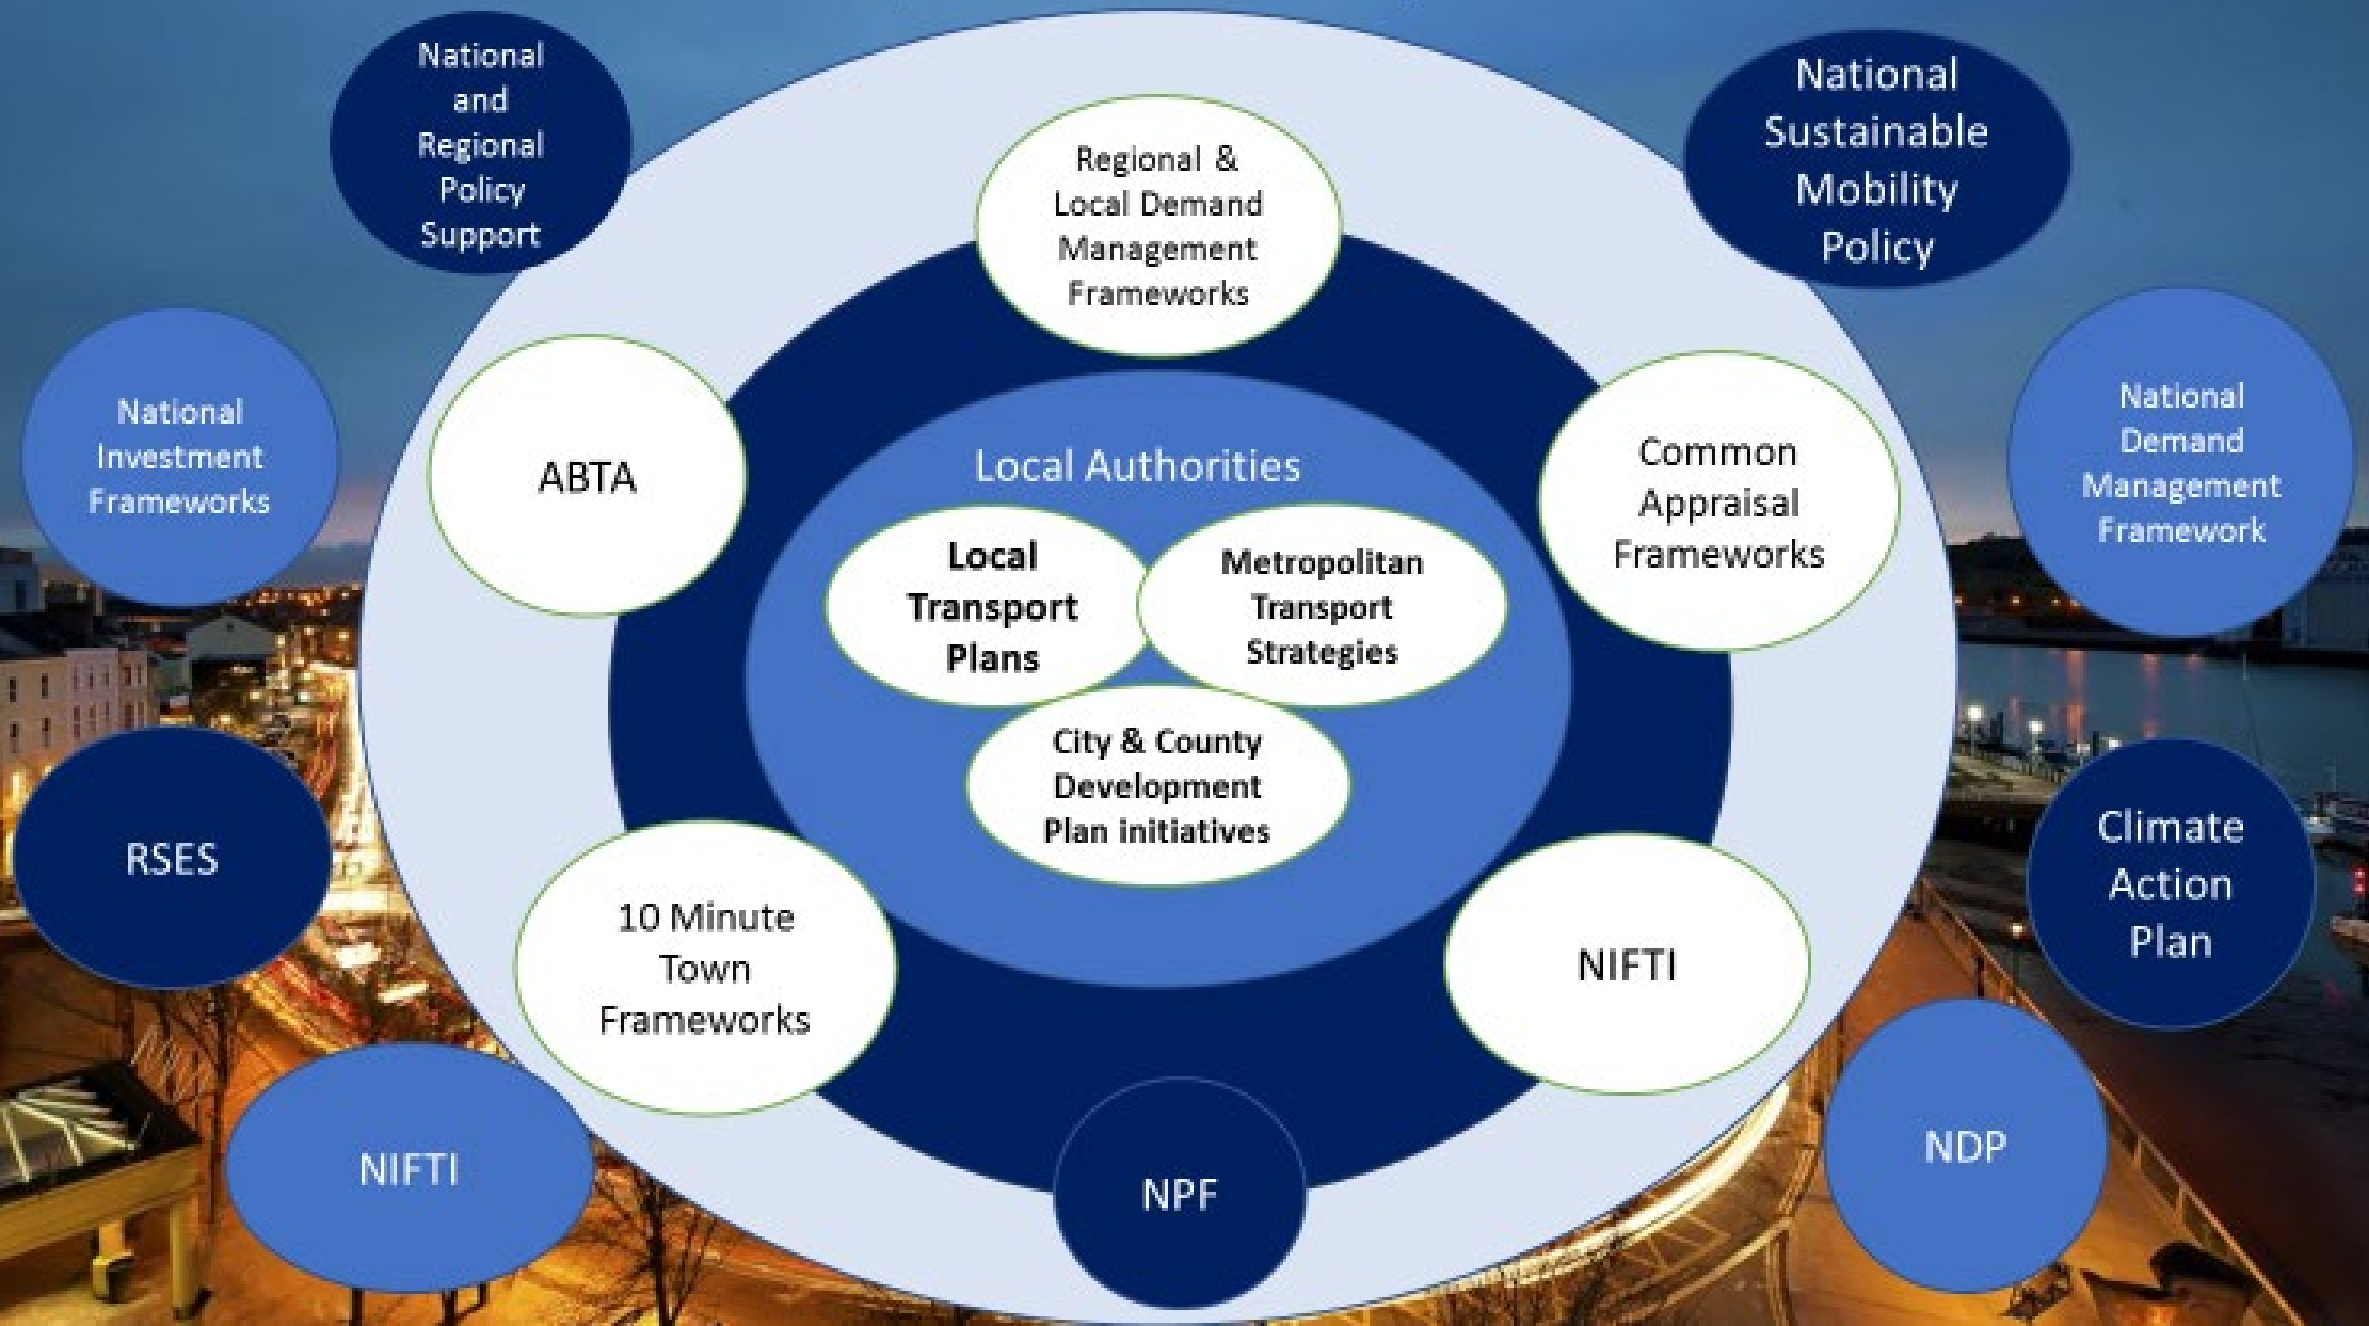 National
and
Regional
Policy
Support
National
Sustainable
Mobility
Policy
Regional &
Local Demand
Management
Frameworks
National
Investment
Frameworks
ABTA
Local Authorities
Common
Appraisal
Frameworks
National
Demand
Management
Framework
Local
Transport
Plans
Metropolitan
Transport
Strategies
City & County
Development
Plan initiatives
RSES
Climate
Action
Plan
10 Minute
Town
Frameworks
NIFTI
NIFTI
NPF
NDP